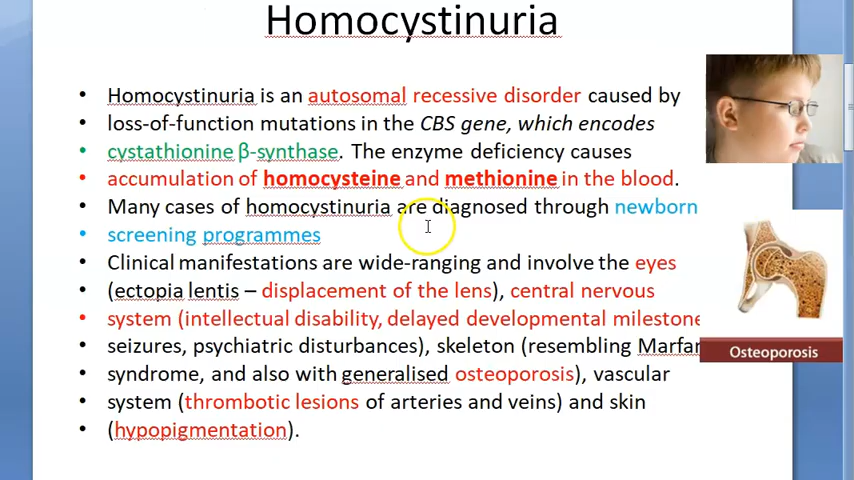 Homocystinuria
• Homocystinuria is an autosomal recessive disorder caused by
• loss-of-function mutations in the CBS gene, which encodes
• cystathionine β-synthase. The enzyme deficiency causes
• accumulation of homocysteine and methionine in the blood.
• Many cases of homocystinuria are diagnosed through newborn
• screening programmes
• Clinical manifestations are wide-ranging and involve the eyes
• (ectopia lentis – displacement of the lens), central nervous
• system (intellectual disability, delayed developmental milestone
• seizures, psychiatric disturbances), skeleton (resembling Marfan
• syndrome, and also with generalised osteoporosis), vascular
• system (thrombotic lesions of arteries and veins) and skin
• (hypopigmentation).
Osteoporosis